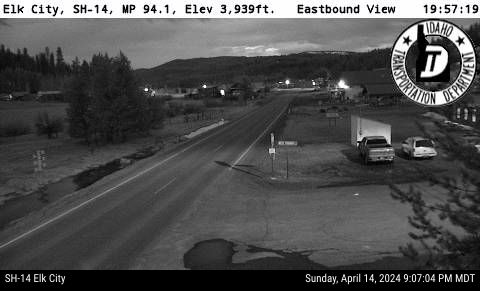 Elk City, SH-14, MP 94.1, Elev 3,939ft.   Eastbound View   19:57:19
IDAHO
TRANSPORTATION DEPARTMENT
SH-14 Elk City
Sunday, April 14, 2024 9:07:04 PM MDT